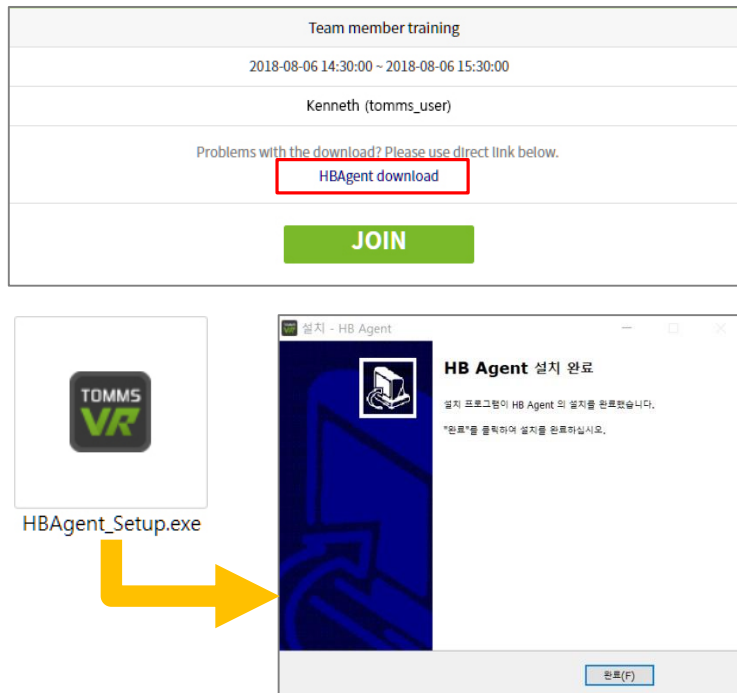 Team member training
2018-08-06 14:30:00 ~ 2018-08-06 15:30:00
Kenneth (tomms_user)
Problems with the download? Please use direct link below.
HBAgent download
JOIN
TOMMS
VR
HBAgent_Setup.exe
설치 - HB Agent
HB Agent 설치 완료
설치 프로그램이 HB Agent 의 설치를 완료했습니다.
"완료"를 클릭하여 설치를 완료하십시오.
완료(F)